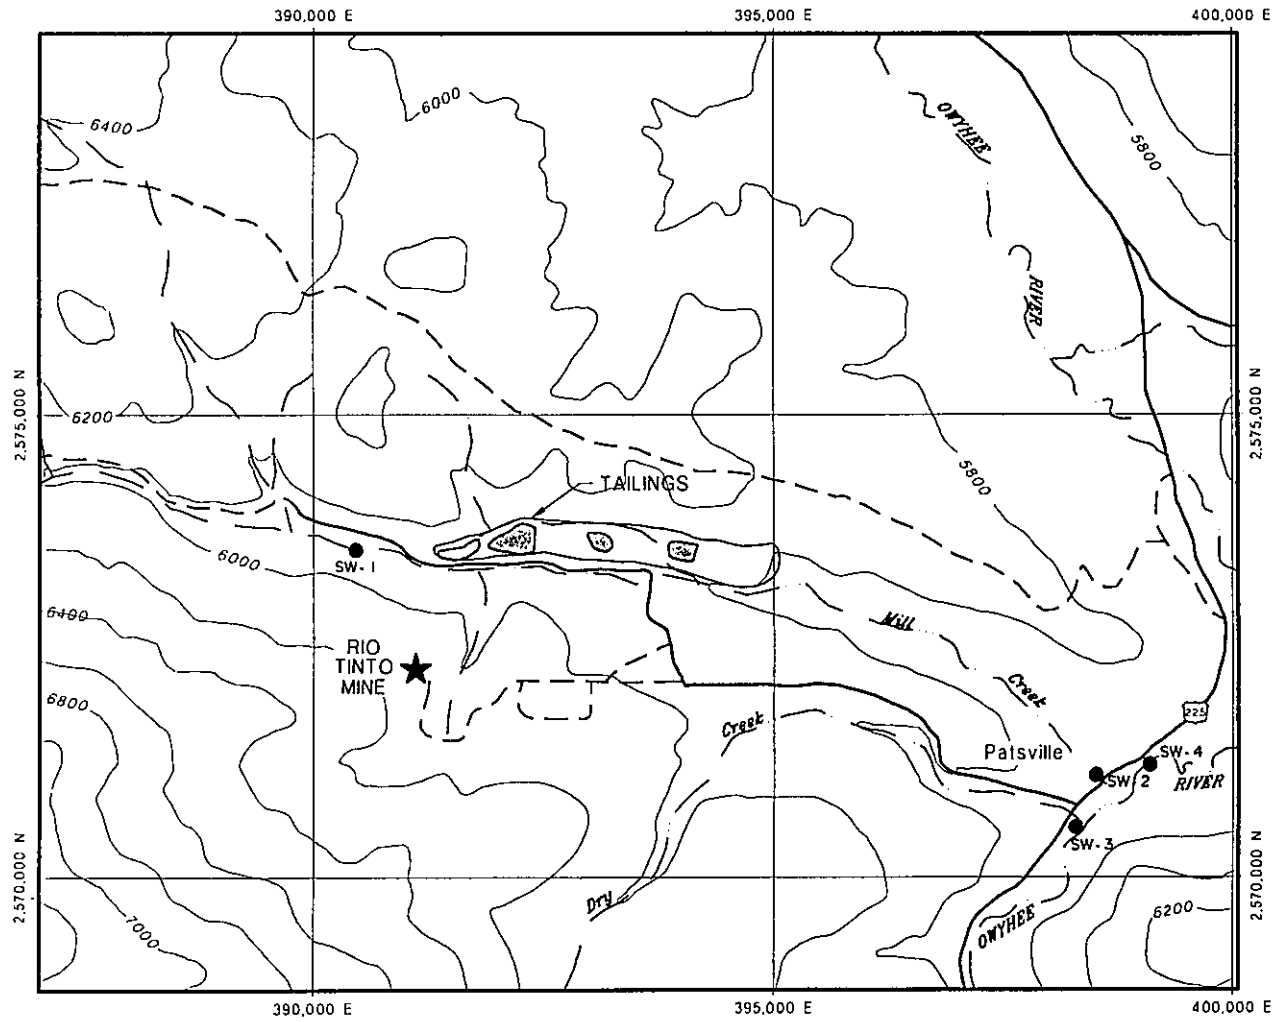 390,000 E
395,000 E
400,000 E
6400
6000
OWYHEE
5800
RIVER
2,575,000 N
6200
2,575,000 N
5800
TAILINGS
SW-1
6000
6400
Mill
RIO
TINTO
MINE
Creek
6800
225
Creek
Patsville
SW-4
SW-2
RIVER
SW-3
2,570,000 N
2,570,000 N
Dry
7000
OWYHEE
6200
390,000 E
395,000 E
400,000 E